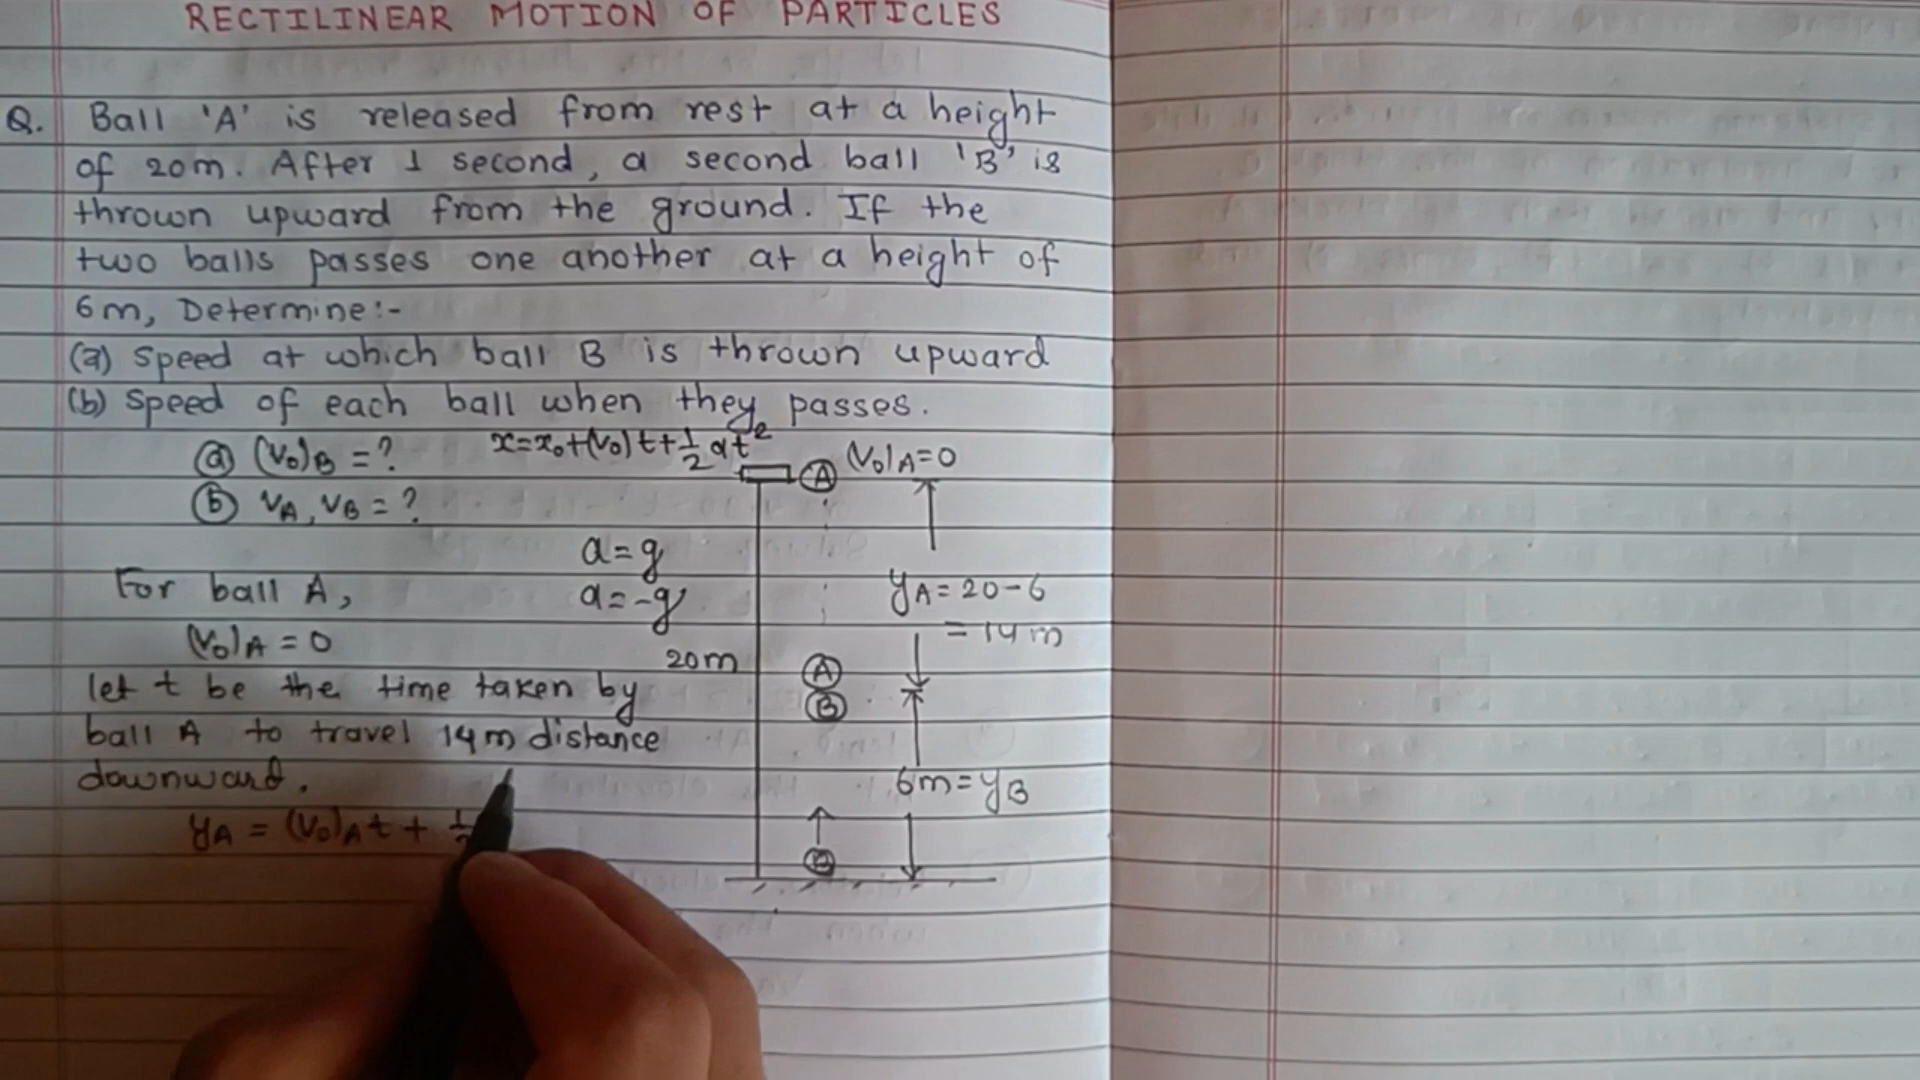 RECTILINEAR MOTION OF PARTICLES
Q. Ball 'A' is released from rest at a height
of 20m. After 1 second, a second ball 'B' is
thrown upward from the ground. If the
two balls passes one another at a height of
6m, Determine:-
(a) Speed at which ball B is thrown upward
(b) Speed of each ball when they passes.
(a) (V₀)B = ?
x=x₀+(V₀)t+½at²
(b) VA, VB = ?
A (V₀)A=0
a=g
a=-g
For ball A,
(V₀)A = 0
let t be the time taken by
ball A to travel 14m distance
downward.
yA = (V₀)A t + ½
yA = 20-6
= 14m
20m
A
B
6m=yB
B